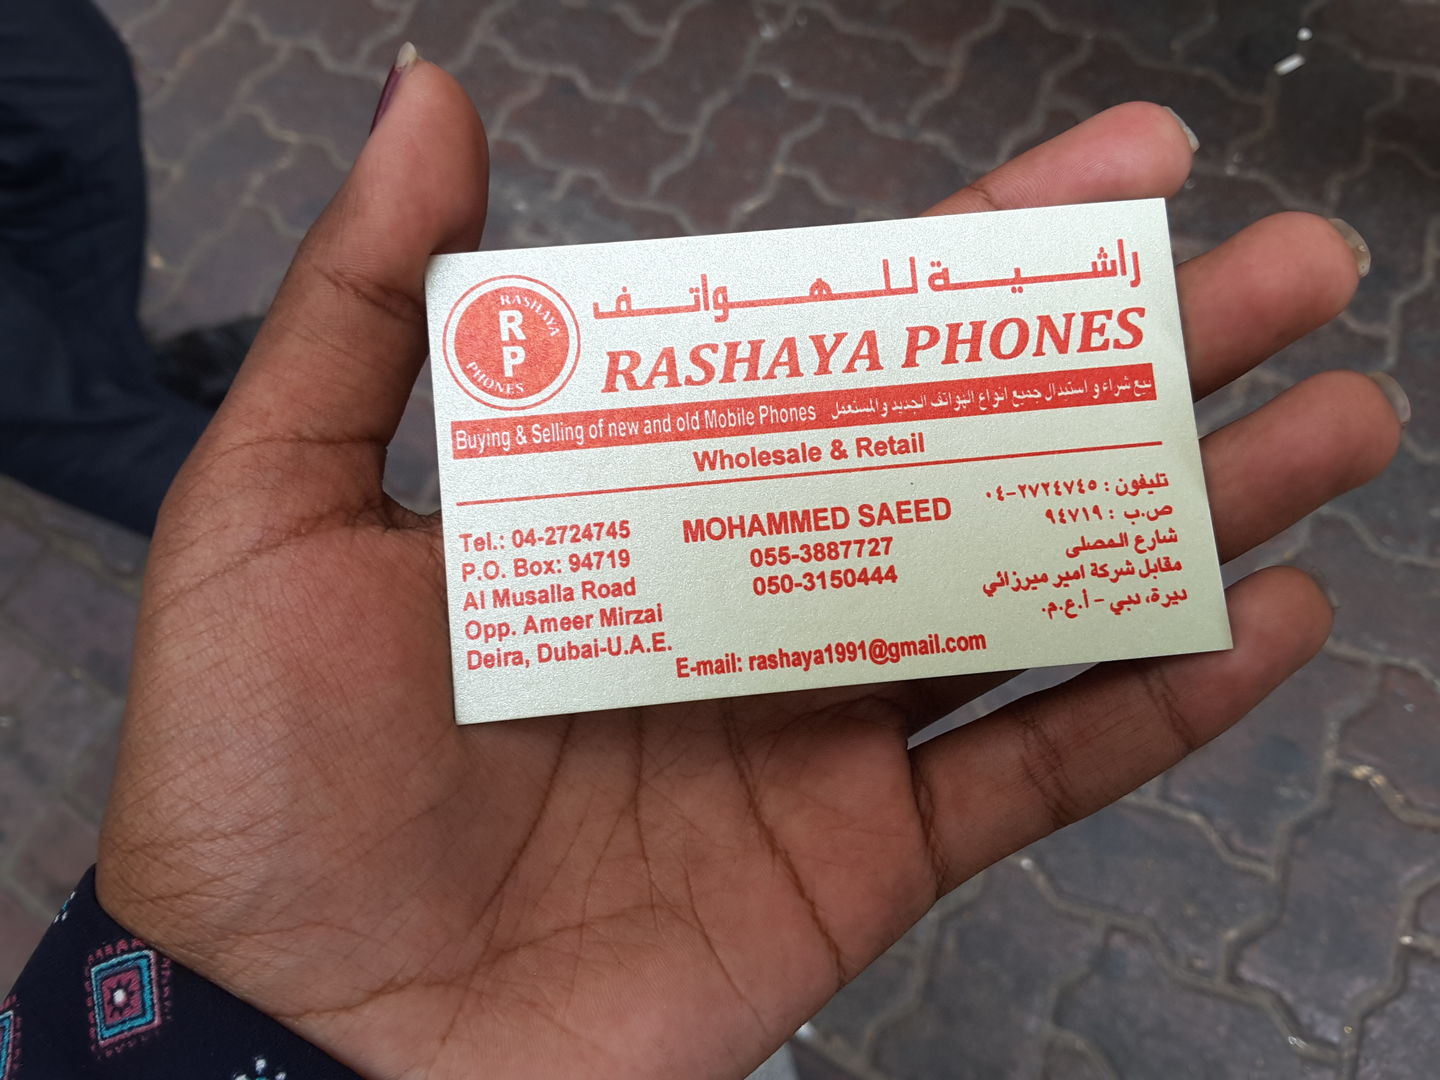 RASHAYA
RP
PHONES
راشية للهواتف
RASHAYA PHONES
Buying & Selling of new and old Mobile Phones بيع شراء و استبدال جميع انواع الهواتف الجديد والمستعمل
Wholesale & Retail
Tel.: 04-2724745
P.O. Box: 94719
Al Musalla Road
Opp. Ameer Mirzai
Deira, Dubai-U.A.E.
MOHAMMED SAEED
055-3887727
050-3150444
E-mail: rashaya1991@gmail.com
تليفون : ٢٧٢٤٧٤٥-٠٤
ص.ب : ٩٤٧١٩
شارع المصلى
مقابل شركة امير ميرزائي
ديرة، دبي - أ.ع.م.